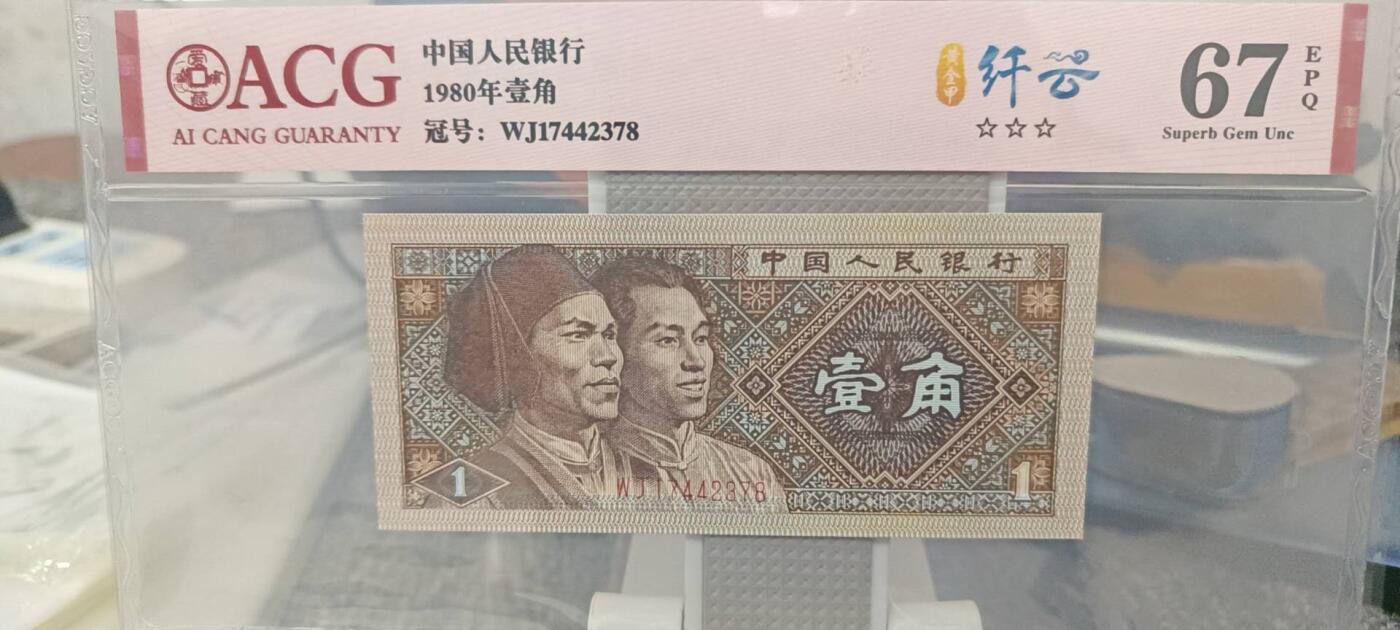 ACG
AI CANG GUARANTY
中国人民银行
1980年壹角
冠号：WJ17442378
黄金甲
纤云
☆☆☆
67
EPQ
Superb Gem Unc
中国人民银行
壹角
1
WJ17442378
1